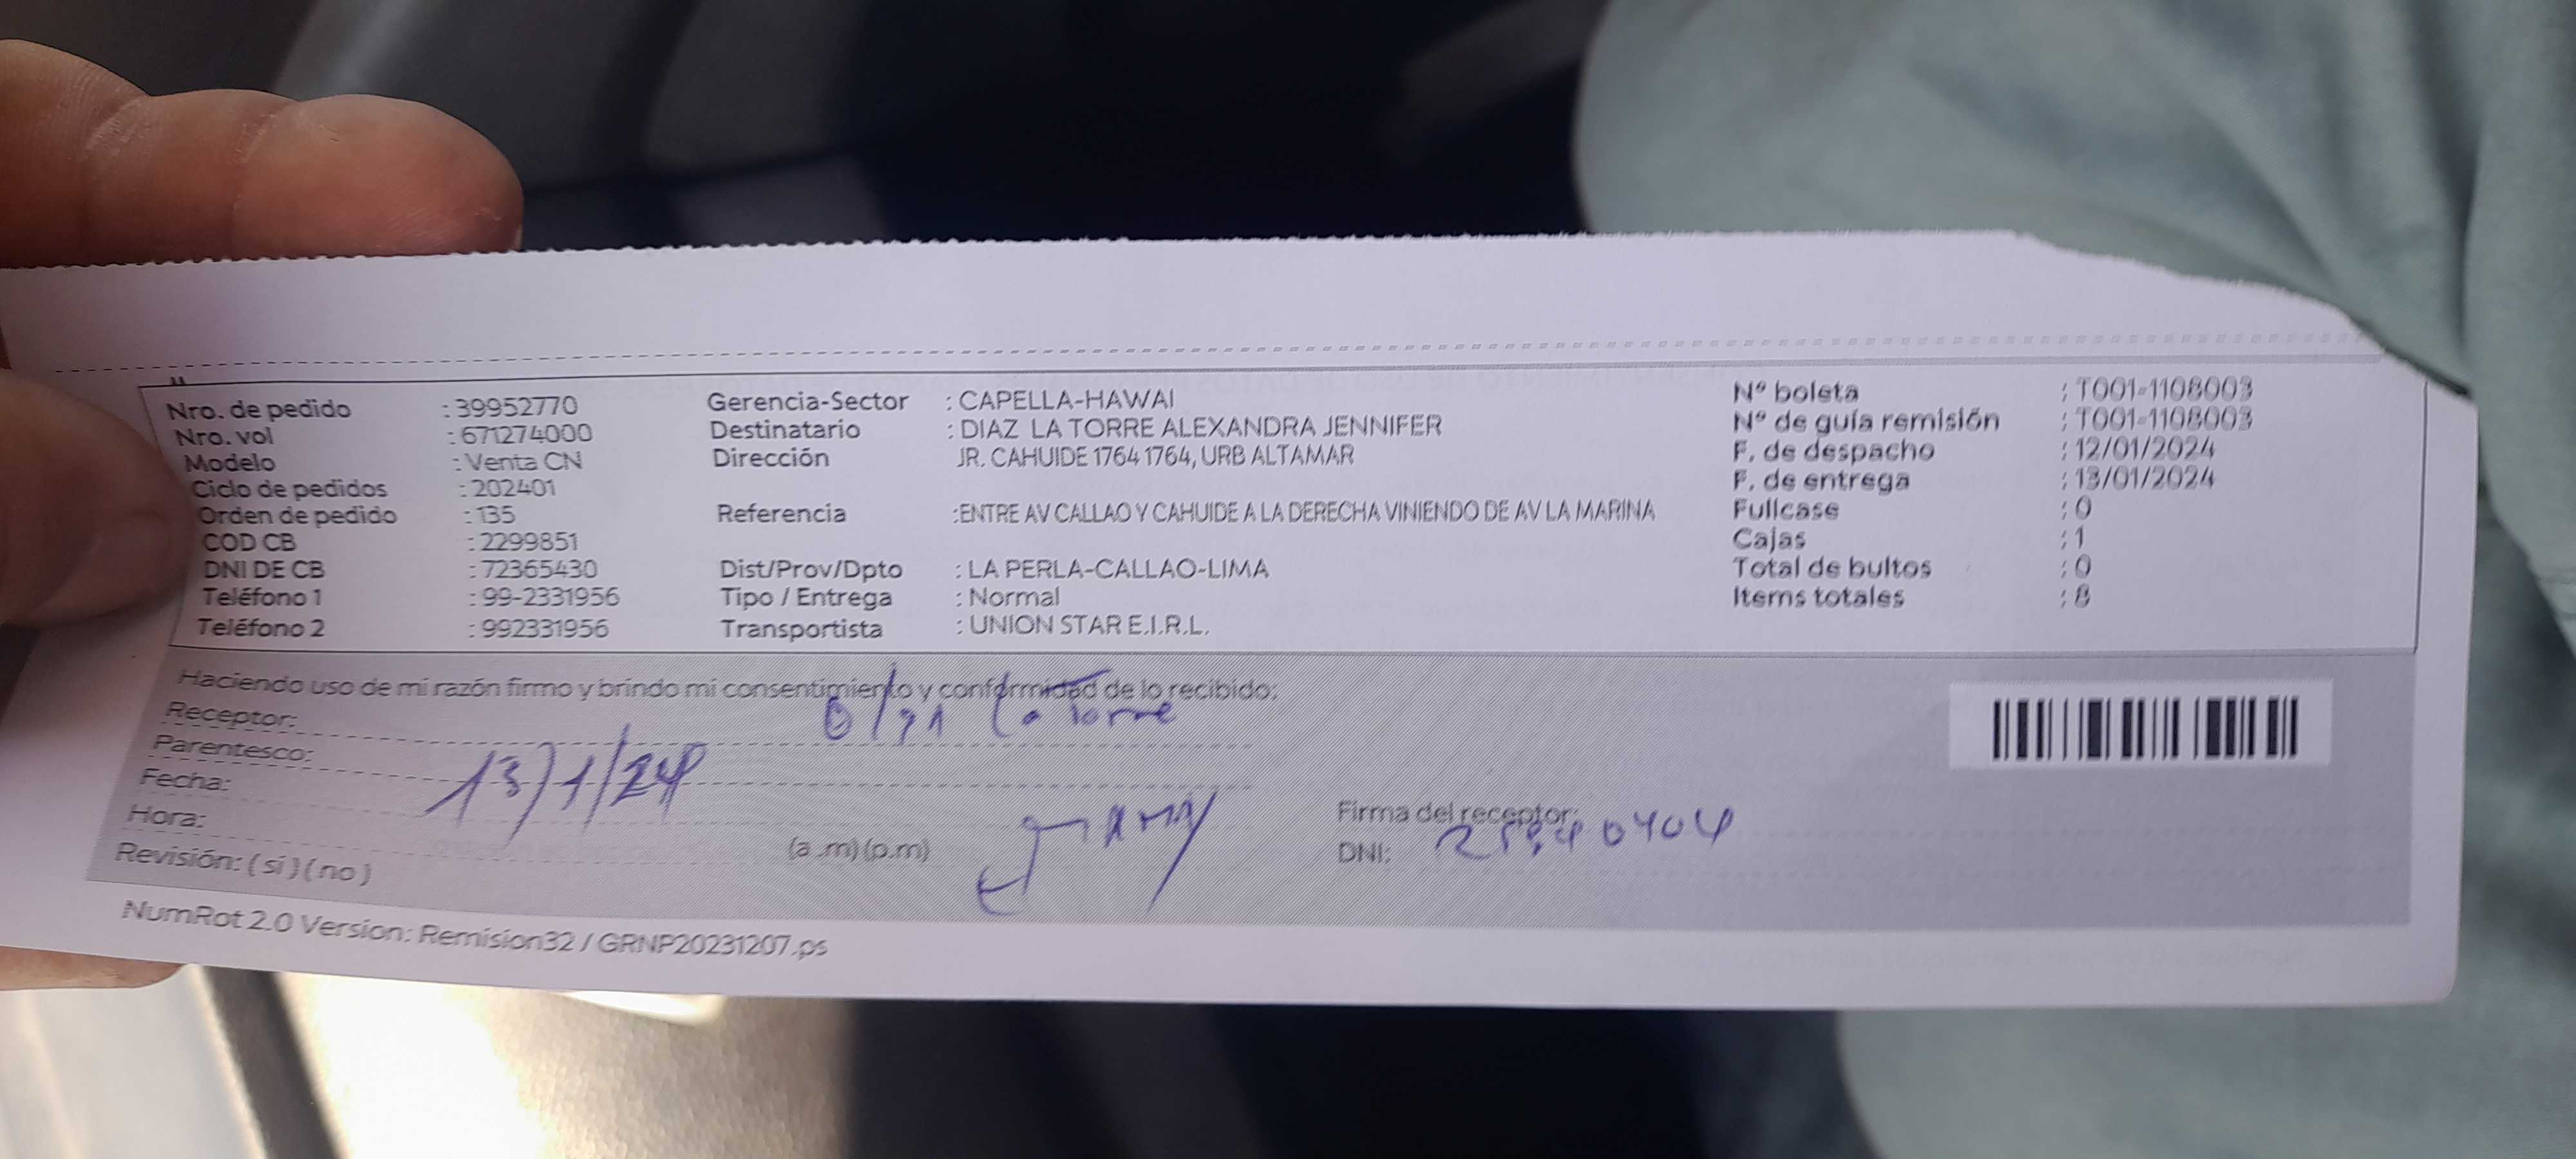 Nro. de pedido : 39952770 Gerencia-Sector : CAPELLA-HAWAI Nº boleta : T001-1108003
Nro. vol : 671274000 Destinatario : DIAZ LA TORRE ALEXANDRA JENNIFER Nº de guía remisión : T001-1108003
Modelo : Venta CN Dirección JR. CAHUIDE 1764 1764, URB ALTAMAR F. de despacho : 12/01/2024
Ciclo de pedidos : 202401 F. de entrega : 13/01/2024
Orden de pedido : 135 Referencia :ENTRE AV CALLAO Y CAHUIDE A LA DERECHA VINIENDO DE AV LA MARINA Fullcase : 0
COD CB : 2299851 Cajas : 1
DNI DE CB : 72365430 Dist/Prov/Dpto : LA PERLA-CALLAO-LIMA Total de bultos : 0
Teléfono 1 : 99-2331956 Tipo / Entrega : Normal Items totales : 8
Teléfono 2 : 992331956 Transportista : UNION STAR E.I.R.L.
Haciendo uso de mi razón firmo y brindo mi consentimiento y conformidad de lo recibido:
Receptor: La Torre
Parentesco:
Fecha: 13/1/24
Hora: (a .m) (p.m) Firma del receptor:
Revisión: ( si ) ( no ) DNI:
NumRot 2.0 Version: Remision32 / GRNP20231207.ps